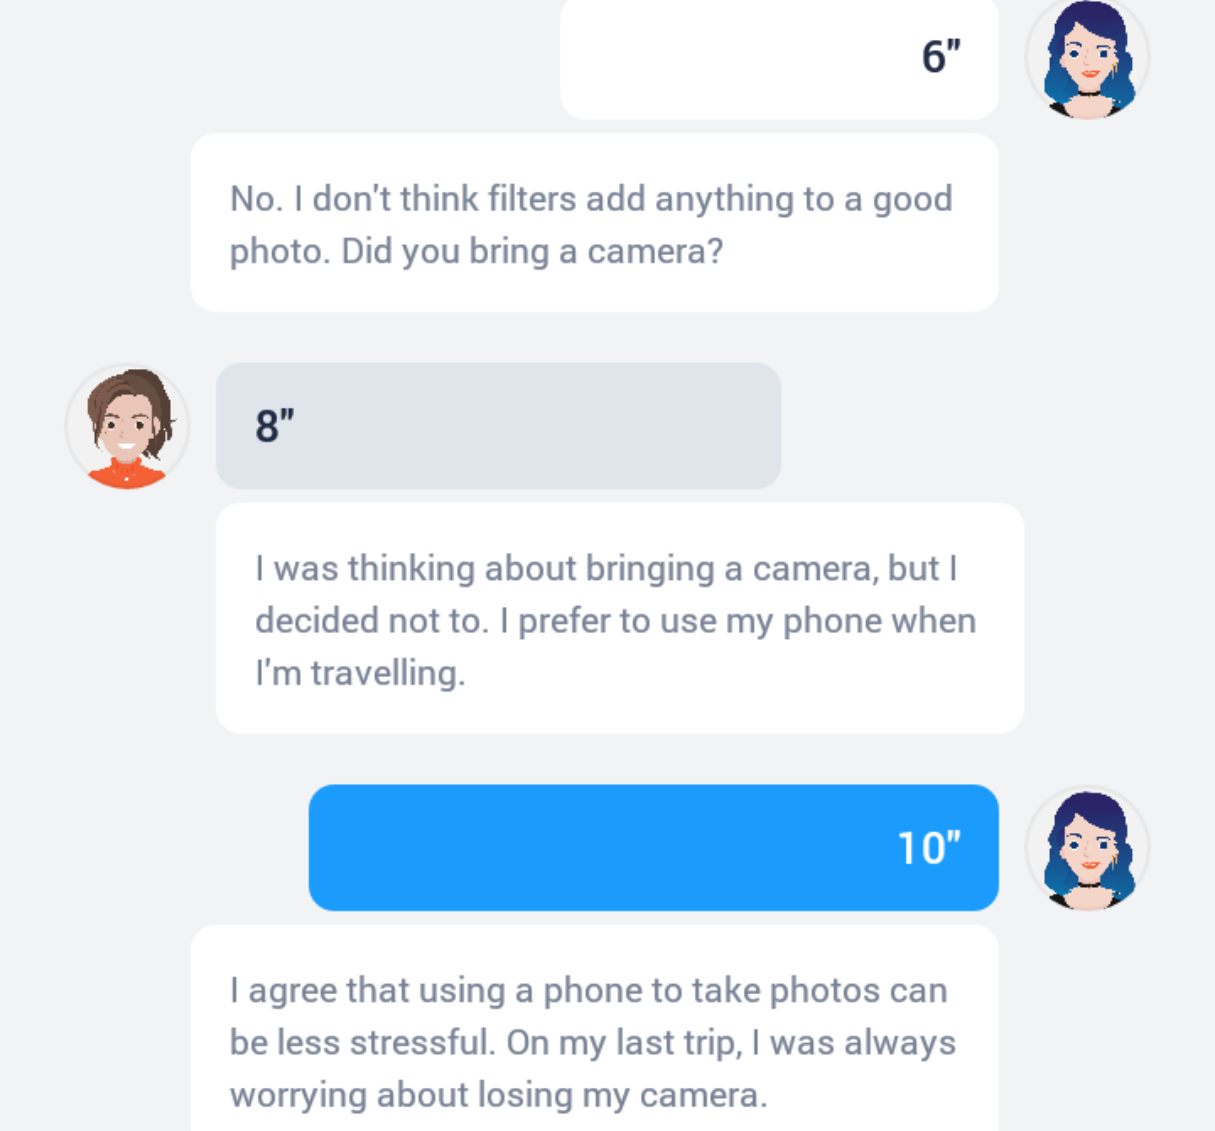 6"
No. I don't think filters add anything to a good
photo. Did you bring a camera?
8"
I was thinking about bringing a camera, but I
decided not to. I prefer to use my phone when
I'm travelling.
10"
I agree that using a phone to take photos can
be less stressful. On my last trip, I was always
worrying about losing my camera.